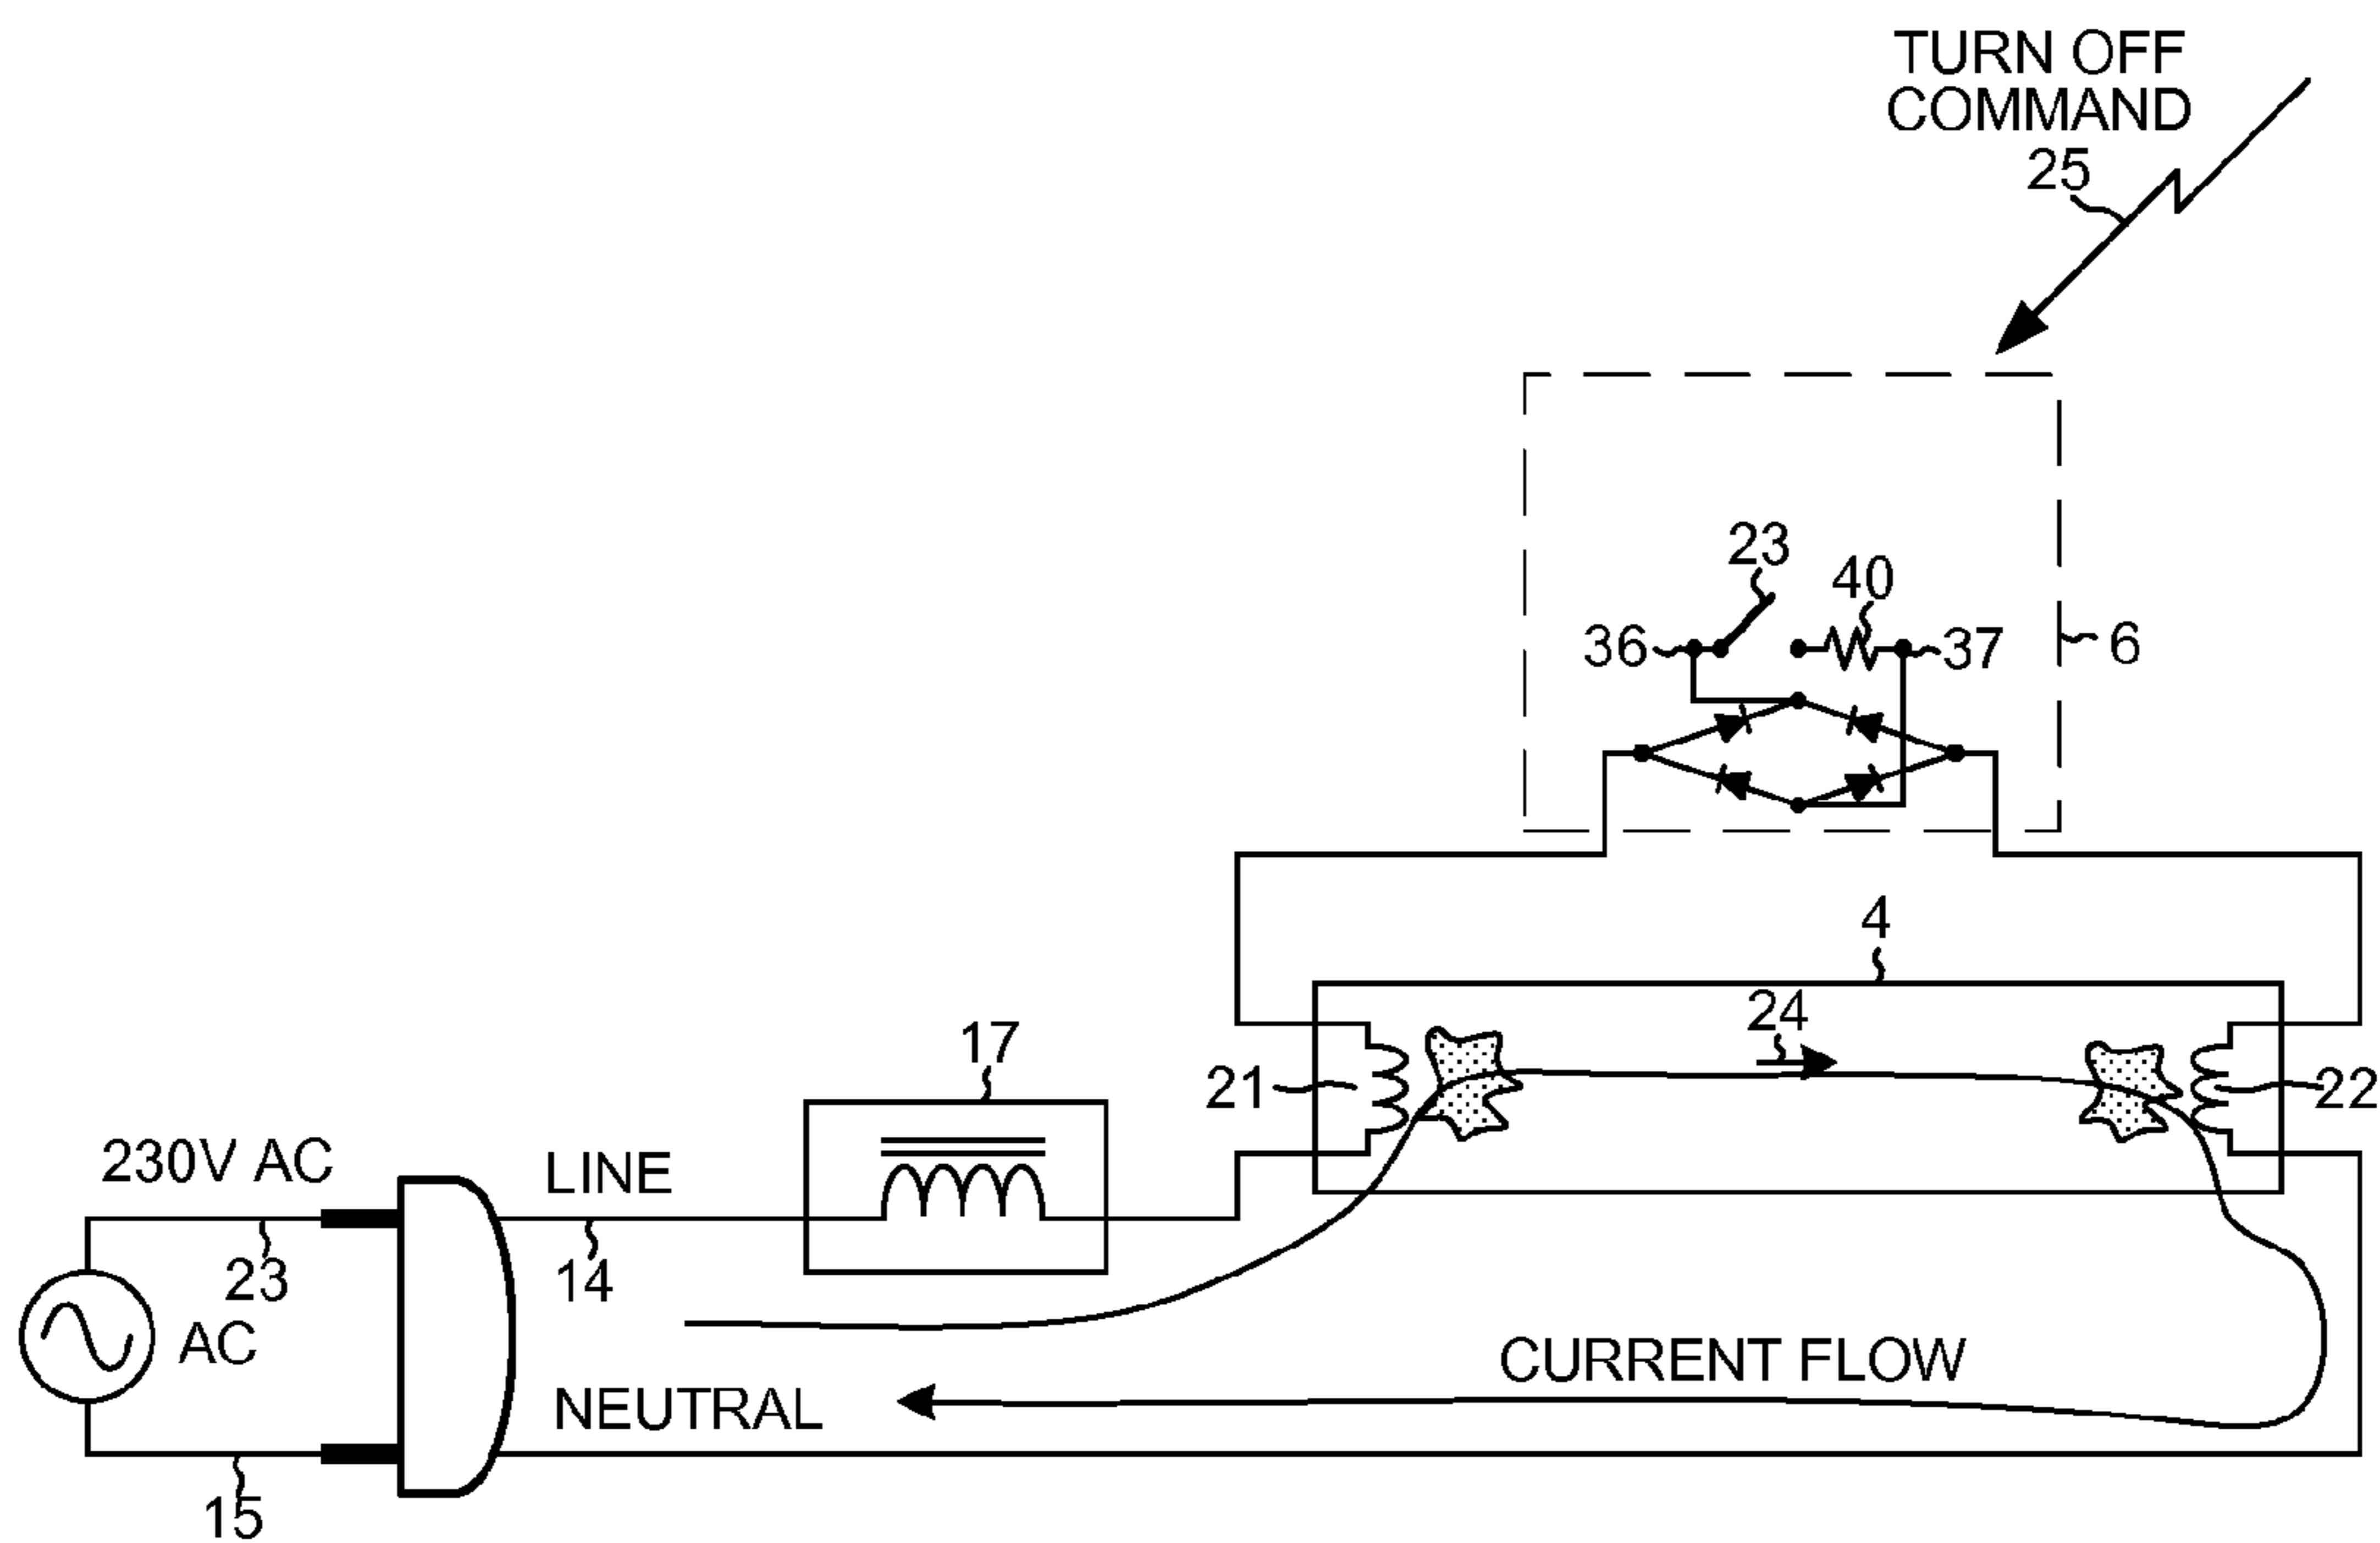 TURN OFF
COMMAND
25
23
40
36
37
6
4
24
17
21
22
230V AC
LINE
23
14
AC
CURRENT FLOW
NEUTRAL
15